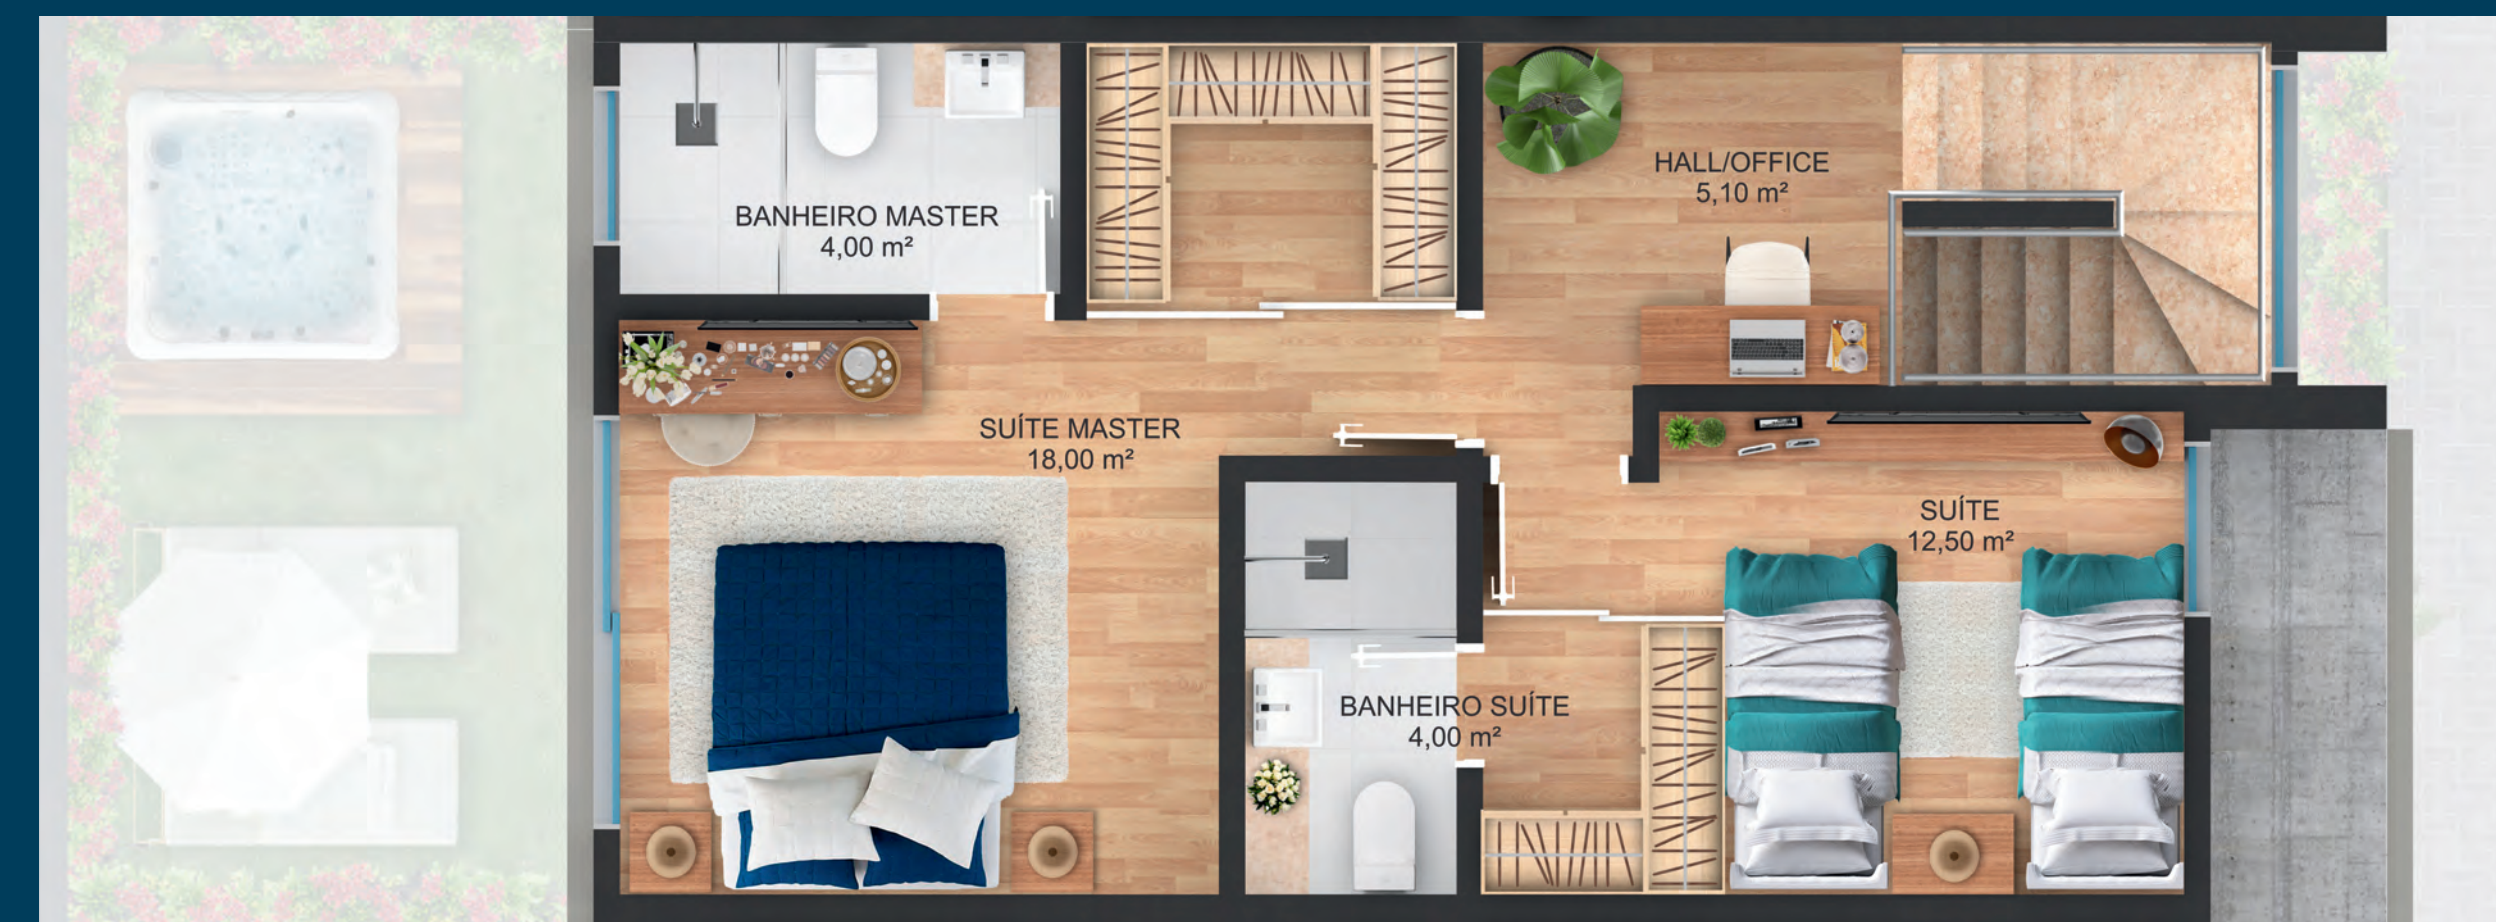 BANHEIRO MASTER
4,00 m²
HALL/OFFICE
5,10 m²
SUÍTE MASTER
18,00 m²
SUÍTE
12,50 m²
BANHEIRO SUÍTE
4,00 m²